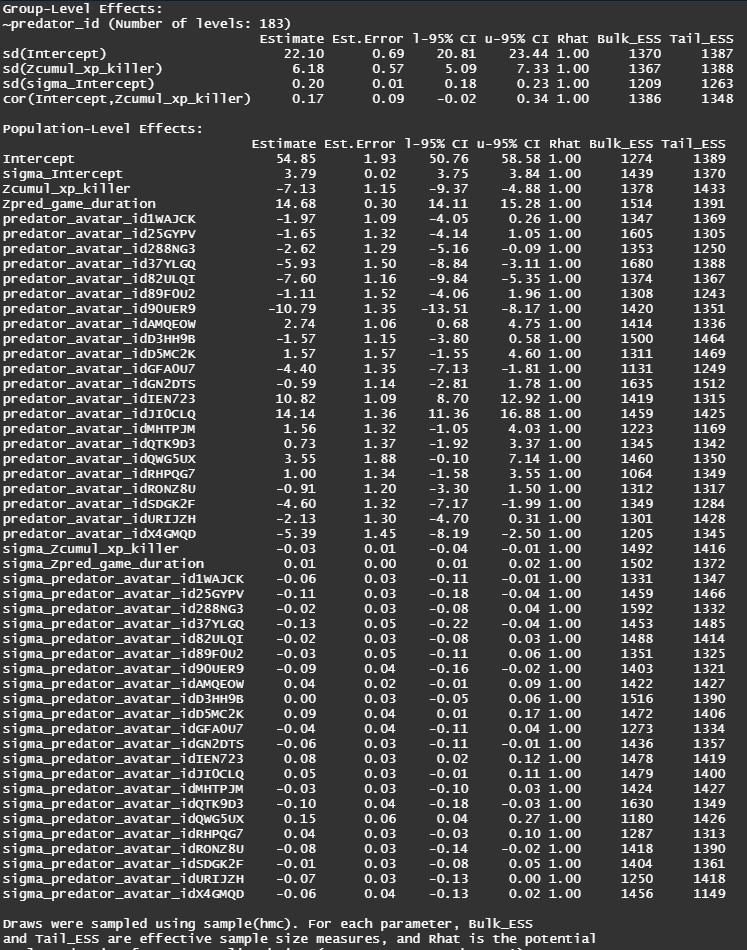 Group-Level Effects:
~predator_id (Number of levels: 183)
Estimate Est.Error l-95% CI u-95% CI Rhat Bulk_ESS Tail_ESS
sd(Intercept) 22.10 0.69 20.81 23.44 1.00 1370 1387
sd(Zcumul_xp_killer) 6.18 0.57 5.09 7.33 1.00 1367 1388
sd(sigma_Intercept) 0.20 0.01 0.18 0.23 1.00 1209 1263
cor(Intercept,Zcumul_xp_killer) 0.17 0.09 -0.02 0.34 1.00 1386 1348

Population-Level Effects:
Estimate Est.Error l-95% CI u-95% CI Rhat Bulk_ESS Tail_ESS
Intercept 54.85 1.93 50.76 58.58 1.00 1274 1389
sigma_Intercept 3.79 0.02 3.75 3.84 1.00 1439 1370
Zcumul_xp_killer -7.13 1.15 -9.37 -4.88 1.00 1378 1433
Zpred_game_duration 14.68 0.30 14.11 15.28 1.00 1514 1391
predator_avatar_id1WAJCK -1.97 1.09 -4.05 0.26 1.00 1347 1369
predator_avatar_id25GYPV -1.65 1.32 -4.14 1.05 1.00 1605 1305
predator_avatar_id288NG3 -2.62 1.29 -5.16 -0.09 1.00 1353 1250
predator_avatar_id37YLGQ -5.93 1.50 -8.84 -3.11 1.00 1680 1388
predator_avatar_id82ULQI -7.60 1.16 -9.84 -5.35 1.00 1374 1367
predator_avatar_id89F0U2 -1.11 1.52 -4.06 1.96 1.00 1308 1243
predator_avatar_id9OUER9 -10.79 1.35 -13.51 -8.17 1.00 1420 1351
predator_avatar_idAMQEOW 2.74 1.06 0.68 4.75 1.00 1414 1336
predator_avatar_idD3HH9B -1.57 1.15 -3.80 0.58 1.00 1500 1464
predator_avatar_idD5MC2K 1.57 1.57 -1.55 4.60 1.00 1311 1469
predator_avatar_idGFA0U7 -4.40 1.35 -7.13 -1.81 1.00 1131 1249
predator_avatar_idGN2DTS -0.59 1.14 -2.81 1.78 1.00 1635 1512
predator_avatar_idIEN723 10.82 1.09 8.70 12.92 1.00 1419 1315
predator_avatar_idJI0CLQ 14.14 1.36 11.36 16.88 1.00 1459 1425
predator_avatar_idMHTPJM 1.56 1.32 -1.05 4.03 1.00 1223 1169
predator_avatar_idQTK9D3 0.73 1.37 -1.92 3.37 1.00 1345 1342
predator_avatar_idQWG5UX 3.55 1.88 -0.10 7.14 1.00 1460 1350
predator_avatar_idRHPQG7 1.00 1.34 -1.58 3.55 1.00 1064 1349
predator_avatar_idRONZ8U -0.91 1.20 -3.30 1.50 1.00 1312 1317
predator_avatar_idSDGK2F -4.60 1.32 -7.17 -1.99 1.00 1349 1284
predator_avatar_idURIJZH -2.13 1.30 -4.70 0.31 1.00 1301 1428
predator_avatar_idX4GMQD -5.39 1.45 -8.19 -2.50 1.00 1205 1345
sigma_Zcumul_xp_killer -0.03 0.01 -0.04 -0.01 1.00 1492 1416
sigma_Zpred_game_duration 0.01 0.00 0.01 0.02 1.00 1502 1372
sigma_predator_avatar_id1WAJCK -0.06 0.03 -0.11 -0.01 1.00 1331 1347
sigma_predator_avatar_id25GYPV -0.11 0.03 -0.18 -0.04 1.00 1459 1466
sigma_predator_avatar_id288NG3 -0.02 0.03 -0.08 0.04 1.00 1592 1332
sigma_predator_avatar_id37YLGQ -0.13 0.05 -0.22 -0.04 1.00 1453 1485
sigma_predator_avatar_id82ULQI -0.02 0.03 -0.08 0.03 1.00 1488 1414
sigma_predator_avatar_id89F0U2 -0.03 0.05 -0.11 0.06 1.00 1351 1325
sigma_predator_avatar_id9OUER9 -0.09 0.04 -0.16 -0.02 1.00 1403 1321
sigma_predator_avatar_idAMQEOW 0.04 0.02 -0.01 0.09 1.00 1422 1427
sigma_predator_avatar_idD3HH9B 0.00 0.03 -0.05 0.06 1.00 1516 1390
sigma_predator_avatar_idD5MC2K 0.09 0.04 0.01 0.17 1.00 1472 1406
sigma_predator_avatar_idGFA0U7 -0.04 0.04 -0.11 0.04 1.00 1273 1334
sigma_predator_avatar_idGN2DTS -0.06 0.03 -0.11 -0.01 1.00 1436 1357
sigma_predator_avatar_idIEN723 0.08 0.03 0.02 0.12 1.00 1478 1419
sigma_predator_avatar_idJI0CLQ 0.05 0.03 -0.01 0.11 1.00 1479 1400
sigma_predator_avatar_idMHTPJM -0.03 0.03 -0.10 0.03 1.00 1424 1427
sigma_predator_avatar_idQTK9D3 -0.10 0.04 -0.18 -0.03 1.00 1630 1349
sigma_predator_avatar_idQWG5UX 0.15 0.06 0.04 0.27 1.00 1180 1426
sigma_predator_avatar_idRHPQG7 0.04 0.03 -0.03 0.10 1.00 1287 1313
sigma_predator_avatar_idRONZ8U -0.08 0.03 -0.14 -0.02 1.00 1418 1390
sigma_predator_avatar_idSDGK2F -0.01 0.03 -0.08 0.05 1.00 1404 1361
sigma_predator_avatar_idURIJZH -0.07 0.03 -0.13 0.00 1.00 1250 1418
sigma_predator_avatar_idX4GMQD -0.06 0.04 -0.13 0.02 1.00 1456 1149

Draws were sampled using sample(hmc). For each parameter, Bulk_ESS
and Tail_ESS are effective sample size measures, and Rhat is the potential